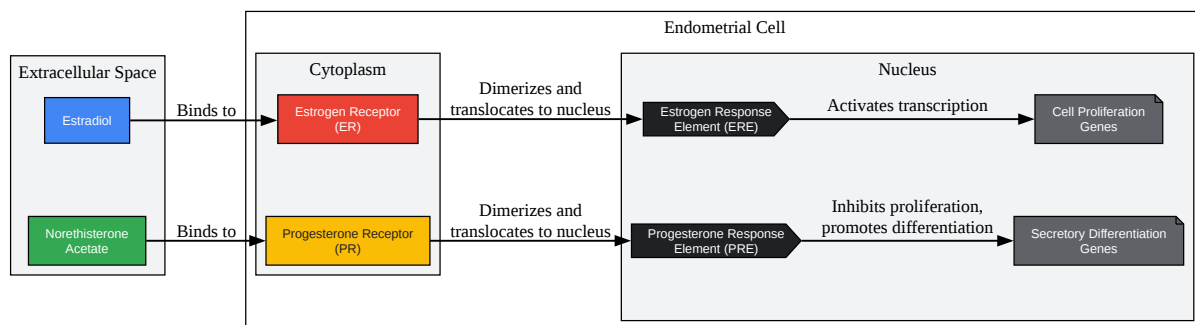 Endometrial Cell
Extracellular Space
Cytoplasm
Nucleus
Estradiol
Binds to
Estrogen Receptor
(ER)
Dimerizes and
translocates to nucleus
Estrogen Response
Element (ERE)
Activates transcription
Cell Proliferation
Genes
Norethisterone
Acetate
Binds to
Progesterone Receptor
(PR)
Dimerizes and
translocates to nucleus
Progesterone Response
Element (PRE)
Inhibits proliferation,
promotes differentiation
Secretory Differentiation
Genes